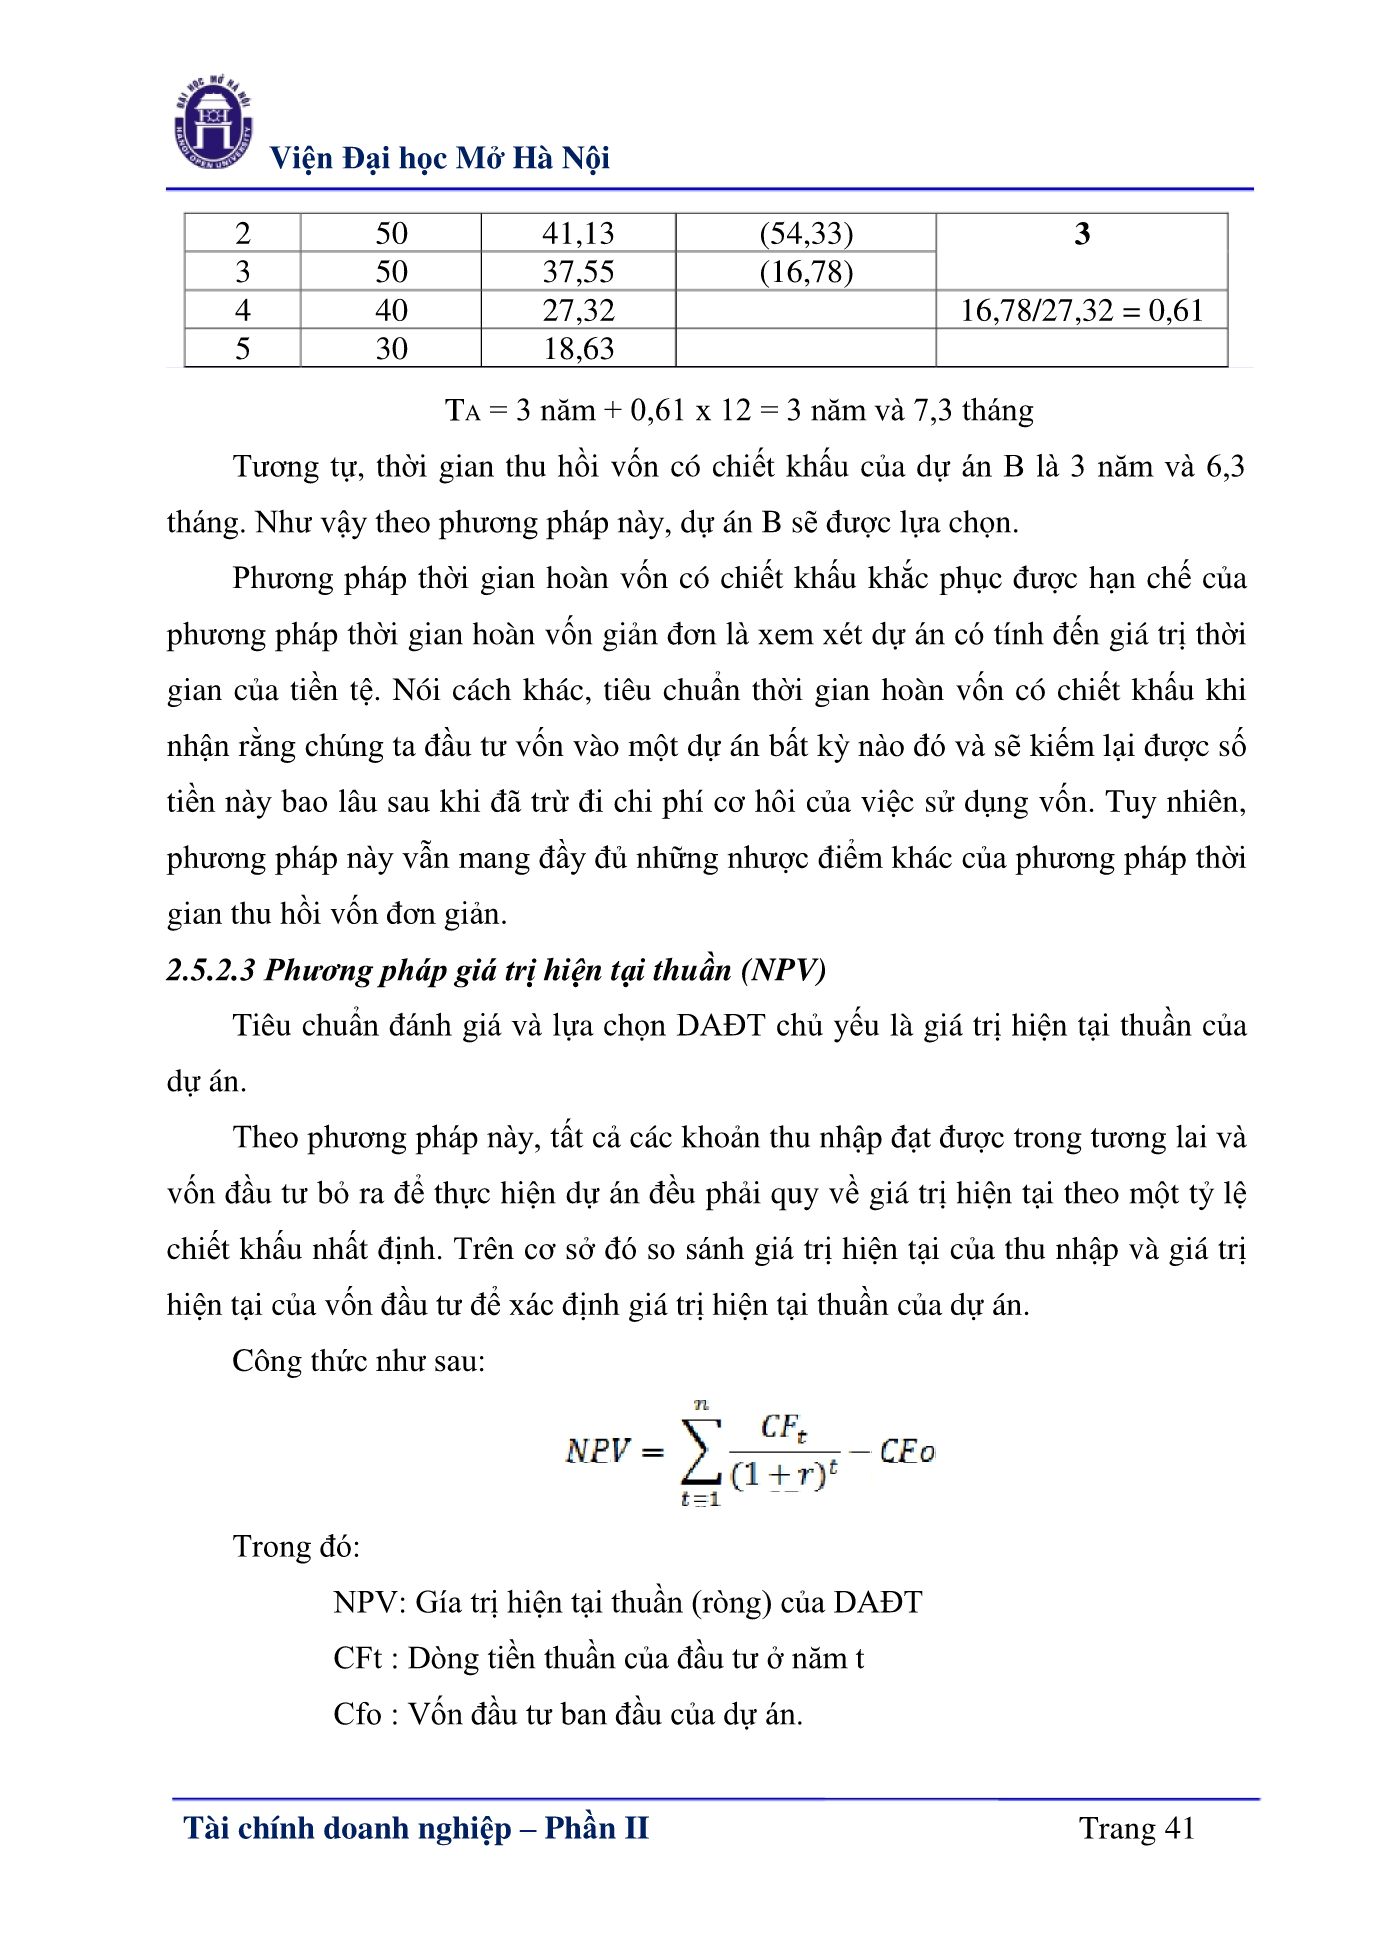 ĐẠI HỌC MỞ HÀ NỘI
HANOI OPEN UNIVERSITY
Viện Đại học Mở Hà Nội
2 50 41,13 (54,33) 3
3 50 37,55 (16,78)
4 40 27,32 16,78/27,32 = 0,61
5 30 18,63
TA = 3 năm + 0,61 x 12 = 3 năm và 7,3 tháng
Tương tự, thời gian thu hồi vốn có chiết khấu của dự án B là 3 năm và 6,3
tháng. Như vậy theo phương pháp này, dự án B sẽ được lựa chọn.
Phương pháp thời gian hoàn vốn có chiết khấu khắc phục được hạn chế của
phương pháp thời gian hoàn vốn giản đơn là xem xét dự án có tính đến giá trị thời
gian của tiền tệ. Nói cách khác, tiêu chuẩn thời gian hoàn vốn có chiết khấu khi
nhận rằng chúng ta đầu tư vốn vào một dự án bất kỳ nào đó và sẽ kiếm lại được số
tiền này bao lâu sau khi đã trừ đi chi phí cơ hôi của việc sử dụng vốn. Tuy nhiên,
phương pháp này vẫn mang đầy đủ những nhược điểm khác của phương pháp thời
gian thu hồi vốn đơn giản.
2.5.2.3 Phương pháp giá trị hiện tại thuần (NPV)
Tiêu chuẩn đánh giá và lựa chọn DAĐT chủ yếu là giá trị hiện tại thuần của
dự án.
Theo phương pháp này, tất cả các khoản thu nhập đạt được trong tương lai và
vốn đầu tư bỏ ra để thực hiện dự án đều phải quy về giá trị hiện tại theo một tỷ lệ
chiết khấu nhất định. Trên cơ sở đó so sánh giá trị hiện tại của thu nhập và giá trị
hiện tại của vốn đầu tư để xác định giá trị hiện tại thuần của dự án.
Công thức như sau:
NPV = ∑_{t=1}^{n} CF_t / (1 + r)^t − CFo
Trong đó:
NPV: Gía trị hiện tại thuần (ròng) của DAĐT
CFt : Dòng tiền thuần của đầu tư ở năm t
Cfo : Vốn đầu tư ban đầu của dự án.
Tài chính doanh nghiệp – Phần II Trang 41